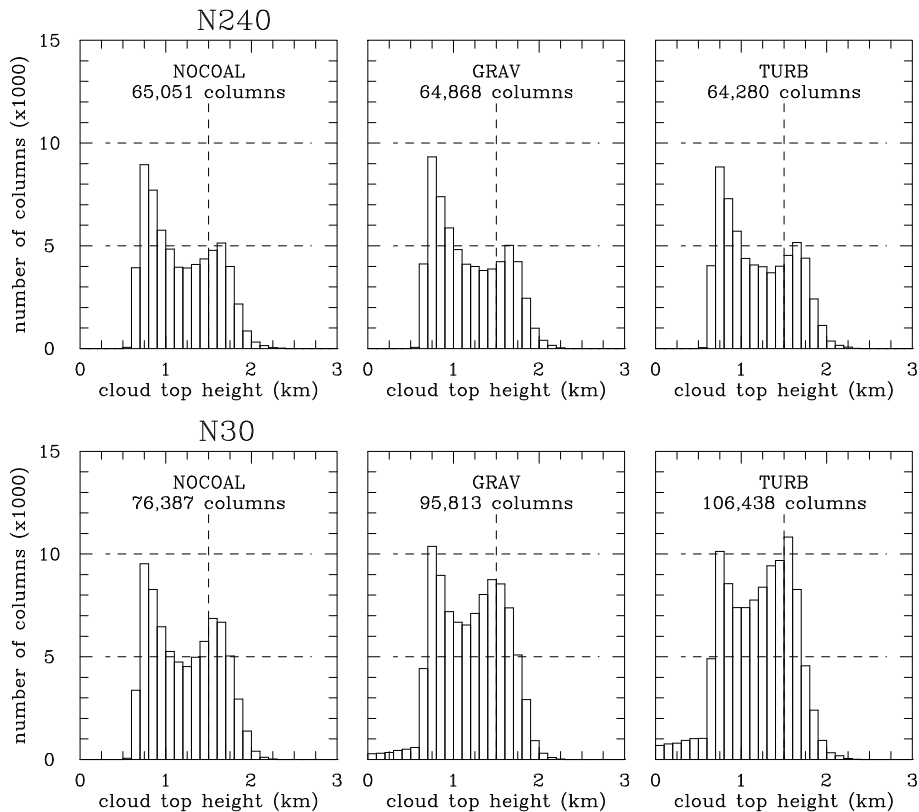 N240
15
10
5
0
number of columns (x1000)
NOCOAL
65,051 columns
0 1 2 3
cloud top height (km)
GRAV
64,868 columns
0 1 2 3
cloud top height (km)
TURB
64,280 columns
0 1 2 3
cloud top height (km)
N30
15
10
5
0
number of columns (x1000)
NOCOAL
76,387 columns
0 1 2 3
cloud top height (km)
GRAV
95,813 columns
0 1 2 3
cloud top height (km)
TURB
106,438 columns
0 1 2 3
cloud top height (km)